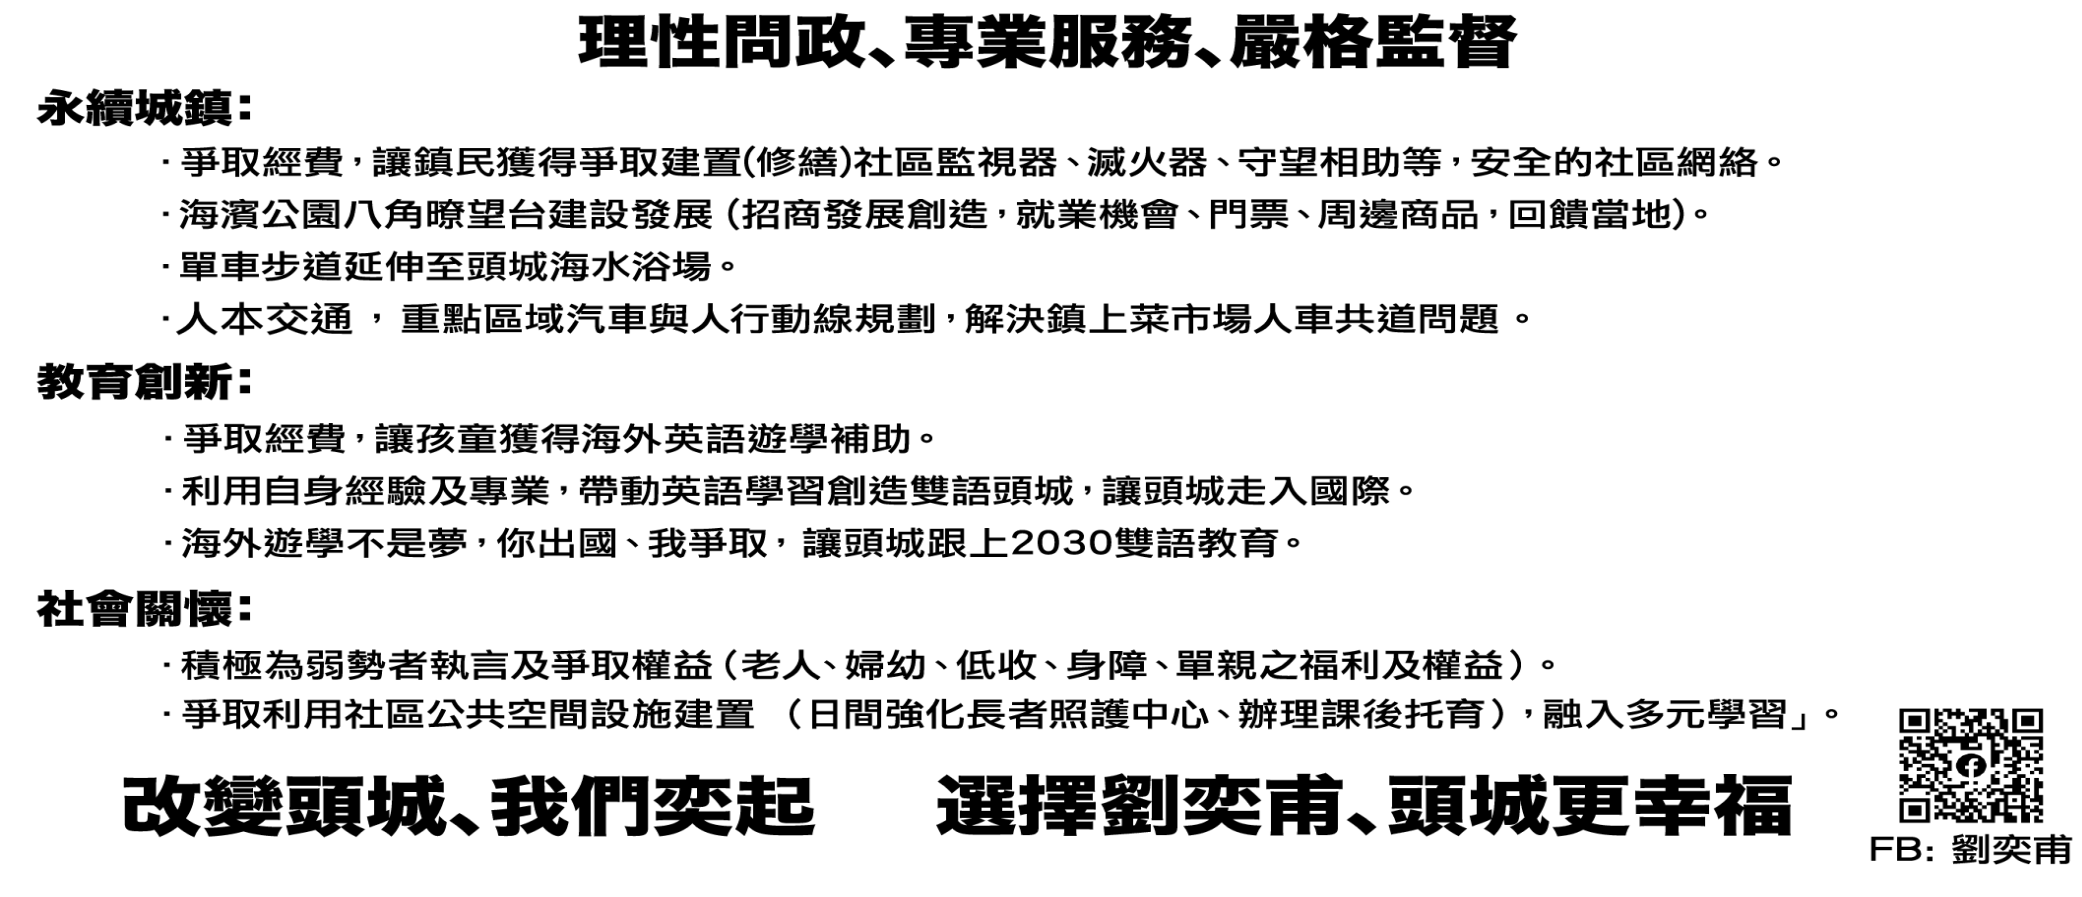 理性問政、專業服務、嚴格監督
永續城鎮：
·爭取經費，讓鎮民獲得爭取建置(修繕)社區監視器、滅火器、守望相助等，安全的社區網絡。
·海濱公園八角瞭望台建設發展（招商發展創造，就業機會、門票、周邊商品，回饋當地)。
·單車步道延伸至頭城海水浴場。
·人本交通，重點區域汽車與人行動線規劃，解決鎮上菜市場人車共道問題。
教育創新：
·爭取經費，讓孩童獲得海外英語遊學補助。
·利用自身經驗及專業，帶動英語學習創造雙語頭城，讓頭城走入國際。
·海外遊學不是夢，你出國、我爭取，讓頭城跟上2030雙語教育。
社會關懷：
·積極為弱勢者執言及爭取權益（老人、婦幼、低收、身障、單親之福利及權益）。
·爭取利用社區公共空間設施建置 （日間強化長者照護中心、辦理課後托育），融入多元學習」。
改變頭城、我們奕起 選擇劉奕甫、頭城更幸福
FB: 劉奕甫